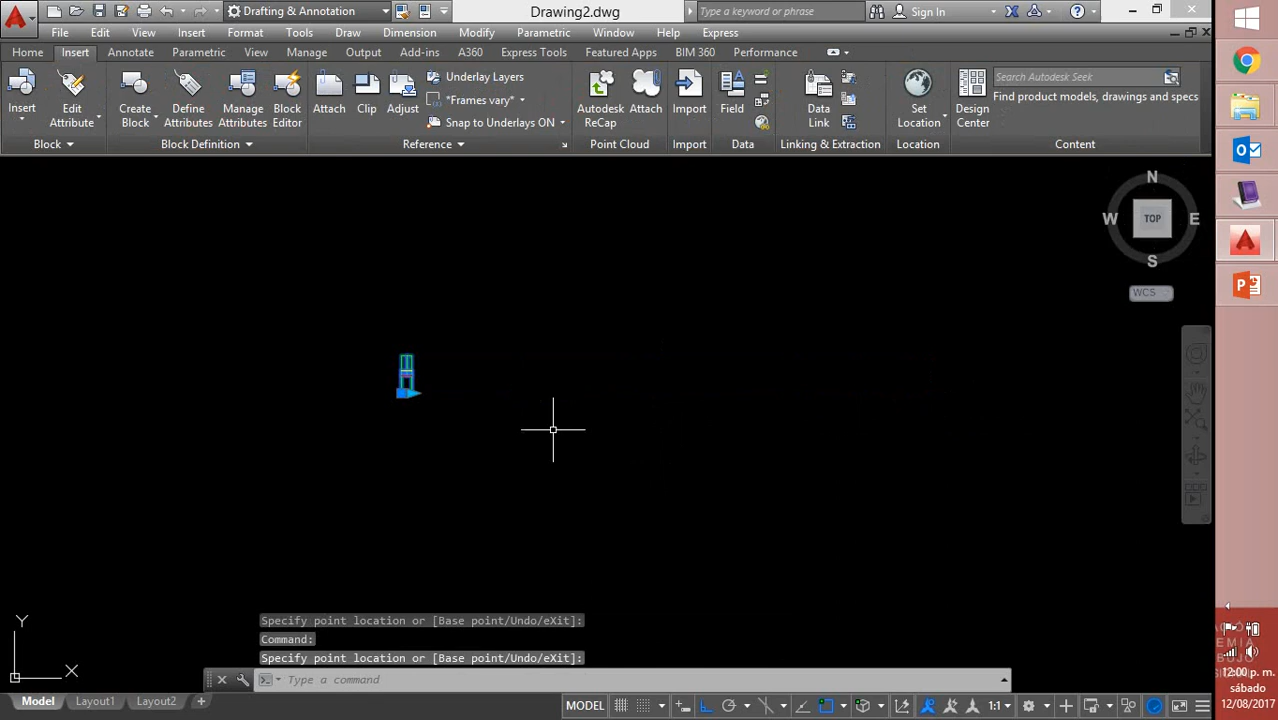 Drafting & Annotation
Drawing2.dwg
Type a keyword or phrase
Sign In
File Edit View Insert Format Tools Draw Dimension Modify Parametric Window Help Express
Home Insert Annotate Parametric View Manage Output Add-ins A360 Express Tools Featured Apps BIM 360 Performance
Insert
Edit Attribute
Create Block
Define Attributes
Manage Attributes
Block Editor
Attach
Clip
Adjust
Underlay Layers
*Frames vary*
Snap to Underlays ON
Autodesk ReCap
Attach
Import
Field
Data Link
Set Location
Design Center
Search Autodesk Seek
Find product models, drawings and specs
Block
Block Definition
Reference
Point Cloud
Import
Data
Linking & Extraction
Location
Content
N
W
TOP
E
S
WCS
Y
X
Specify point location or [Base point/Undo/eXit]:
Command:
Specify point location or [Base point/Undo/eXit]:
Type a command
Model Layout1 Layout2 +
MODEL
1:1
EMIA
BUJO
12:00 p. m.
sábado
12/08/2017